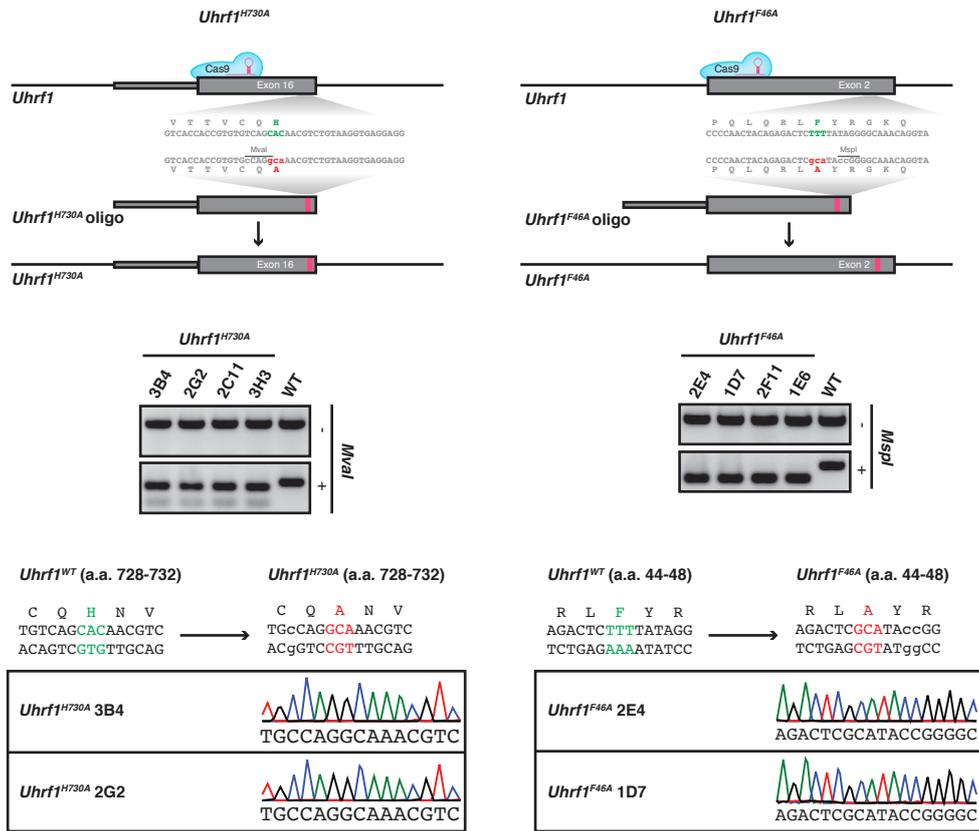 Uhrf1H730A
Cas9
Exon 16
Uhrf1
V T T V C Q H
GTCACCACCGTGTGTCAGCACAACGTCTGTAAGGTGAGGAGG
MvaI
GTCACCACCGTGTGcCAGgcaAACGTCTGTAAGGTGAGGAGG
V T T V C Q A
Uhrf1H730A oligo
Exon 16
Uhrf1H730A
Uhrf1F46A
Cas9
Exon 2
Uhrf1
P Q L Q R L F Y R G K Q
CCCCAACTACAGAGACTCTTTTATAGGGGCAAACAGGTA
MspI
CCCCAACTACAGAGACTCgcaTAccGGGGCAAACAGGTA
P Q L Q R L A Y R G K Q
Uhrf1F46A oligo
Exon 2
Uhrf1F46A
Uhrf1H730A
3B4 2G2 2C11 3H3 WT
-
+
MvaI
Uhrf1F46A
2E4 1D7 2F11 1E6 WT
-
+
MspI
Uhrf1WT (a.a. 728-732)
C Q H N V
TGTCAGCACAACGTC
ACAGTCGTGTTGCAG
Uhrf1H730A (a.a. 728-732)
C Q A N V
TGcCAGGCAAACGTC
ACgGTCCGTTTGCAG
Uhrf1H730A 3B4
TGCCAGGCAAACGTC
Uhrf1H730A 2G2
TGCCAGGCAAACGTC
Uhrf1WT (a.a. 44-48)
R L F Y R
AGACTCTTTTATAGG
TCTGAGAAAATATCC
Uhrf1F46A (a.a. 44-48)
R L A Y R
AGACTCGCATAccGG
TCTGAGCGTATggCC
Uhrf1F46A 2E4
AGACTCGCATACCGGGGC
Uhrf1F46A 1D7
AGACTCGCATACCGGGGC